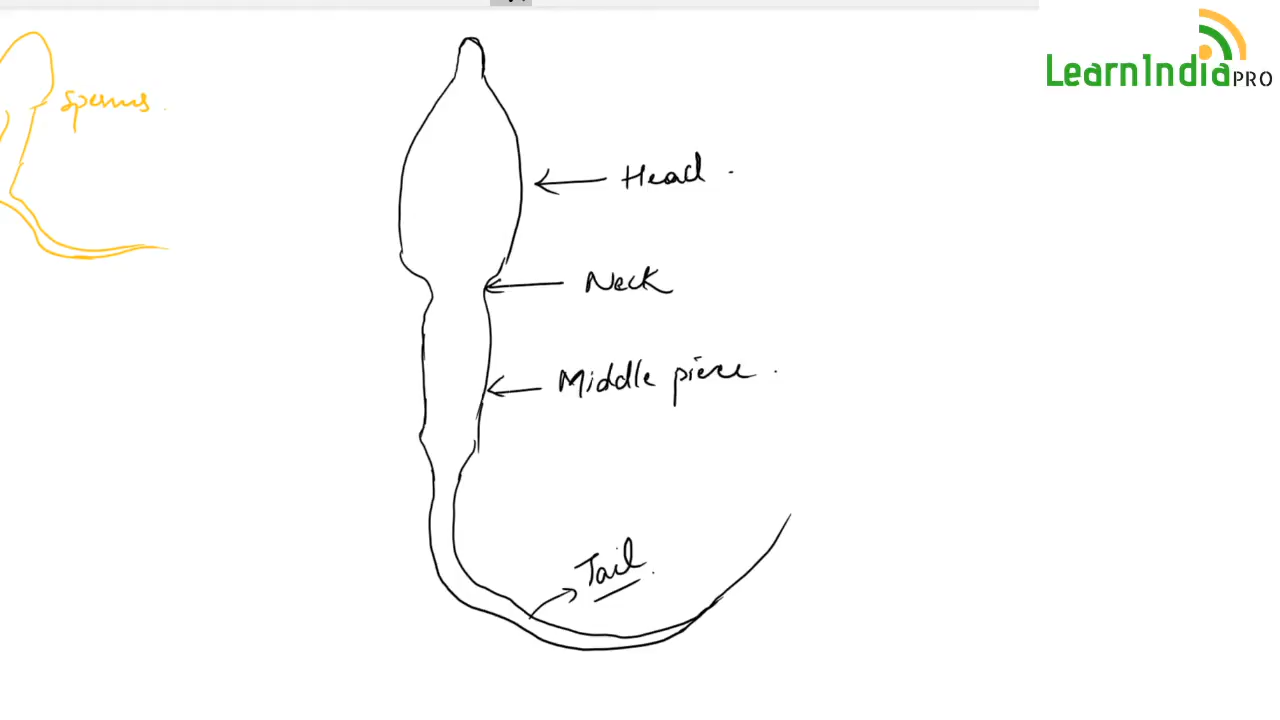 LearnIndia PRO
sperms.
Head.
Neck
Middle piece.
Tail.